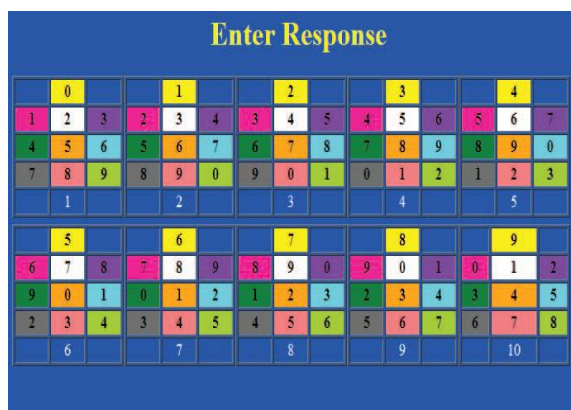 Enter Response
0 1 2 3 4
1 2 3 2 3 4 3 4 5 4 5 6 5 6 7
4 5 6 5 6 7 6 7 8 7 8 9 8 9 0
7 8 9 8 9 0 9 0 1 0 1 2 1 2 3
1 2 3 4 5
5 6 7 8 9
6 7 8 7 8 9 8 9 0 9 0 1 0 1 2
9 0 1 0 1 2 1 2 3 2 3 4 3 4 5
2 3 4 3 4 5 4 5 6 5 6 7 6 7 8
6 7 8 9 10